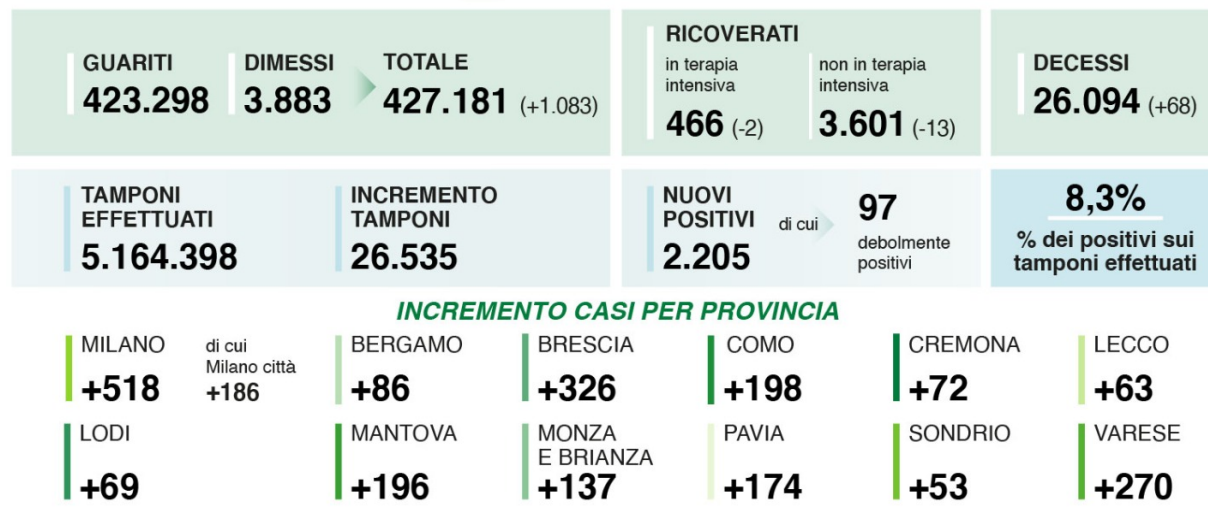 GUARITI
423.298
DIMESSI
3.883
TOTALE
427.181 (+1.083)
RICOVERATI
in terapia
intensiva
466 (-2)
non in terapia
intensiva
3.601 (-13)
DECESSI
26.094 (+68)
TAMPONI
EFFETTUATI
5.164.398
INCREMENTO
TAMPONI
26.535
NUOVI
POSITIVI
2.205
di cui
97
debolmente
positivi
8,3%
% dei positivi sui
tamponi effettuati
INCREMENTO CASI PER PROVINCIA
MILANO
+518
di cui
Milano città
+186
BERGAMO
+86
BRESCIA
+326
COMO
+198
CREMONA
+72
LECCO
+63
LODI
+69
MANTOVA
+196
MONZA
E BRIANZA
+137
PAVIA
+174
SONDRIO
+53
VARESE
+270